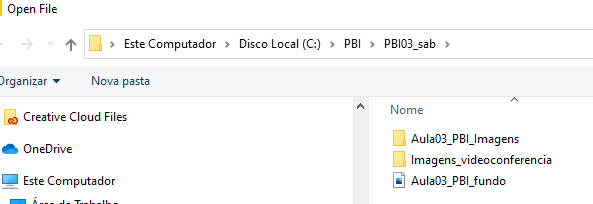 Open File
Este Computador > Disco Local (C:) > PBI > PBI03_sab >
Organizar
Nova pasta
Creative Cloud Files
OneDrive
Este Computador
Área de Trabalho
Nome
Aula03_PBI_Imagens
Imagens_videoconferencia
Aula03_PBI_fundo